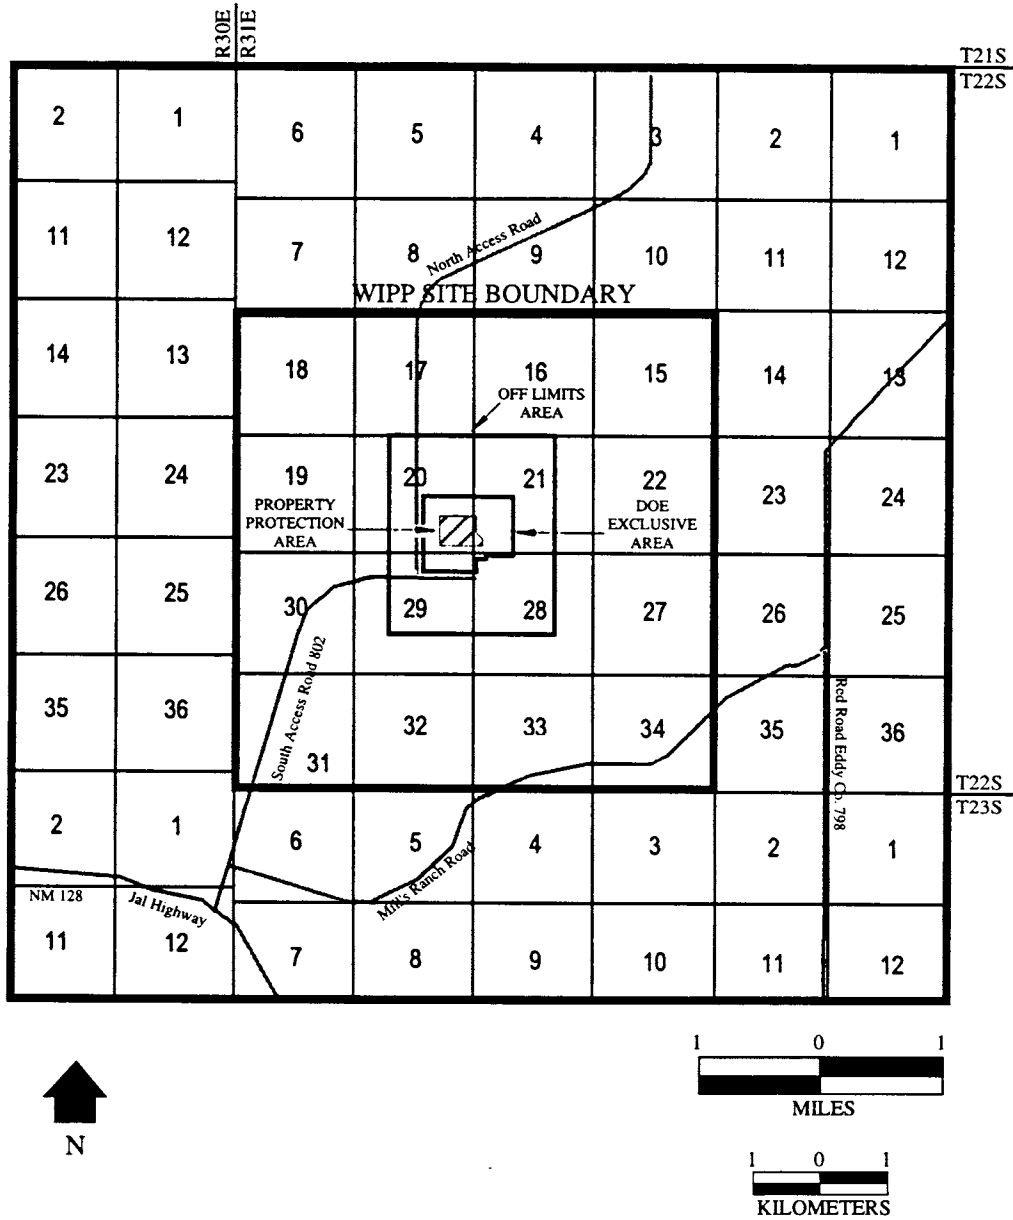 R30E
R31E
T21S
T22S
2 1 6 5 4 3 2 1
11 12 7 8 9 10 11 12
North Access Road
WIPP SITE BOUNDARY
14 13 18 17 16 15 14 13
OFF LIMITS
AREA
23 24 19 20 21 22 23 24
PROPERTY
PROTECTION
AREA
DOE
EXCLUSIVE
AREA
26 25 30 29 28 27 26 25
South Access Road 802
35 36 31 32 33 34 35 36
Red Road Eddy Co. 798
T22S
T23S
2 1 6 5 4 3 2 1
Mill's Ranch Road
NM 128
Jal Highway
11 12 7 8 9 10 11 12
N
1 0 1
MILES
1 0 1
KILOMETERS